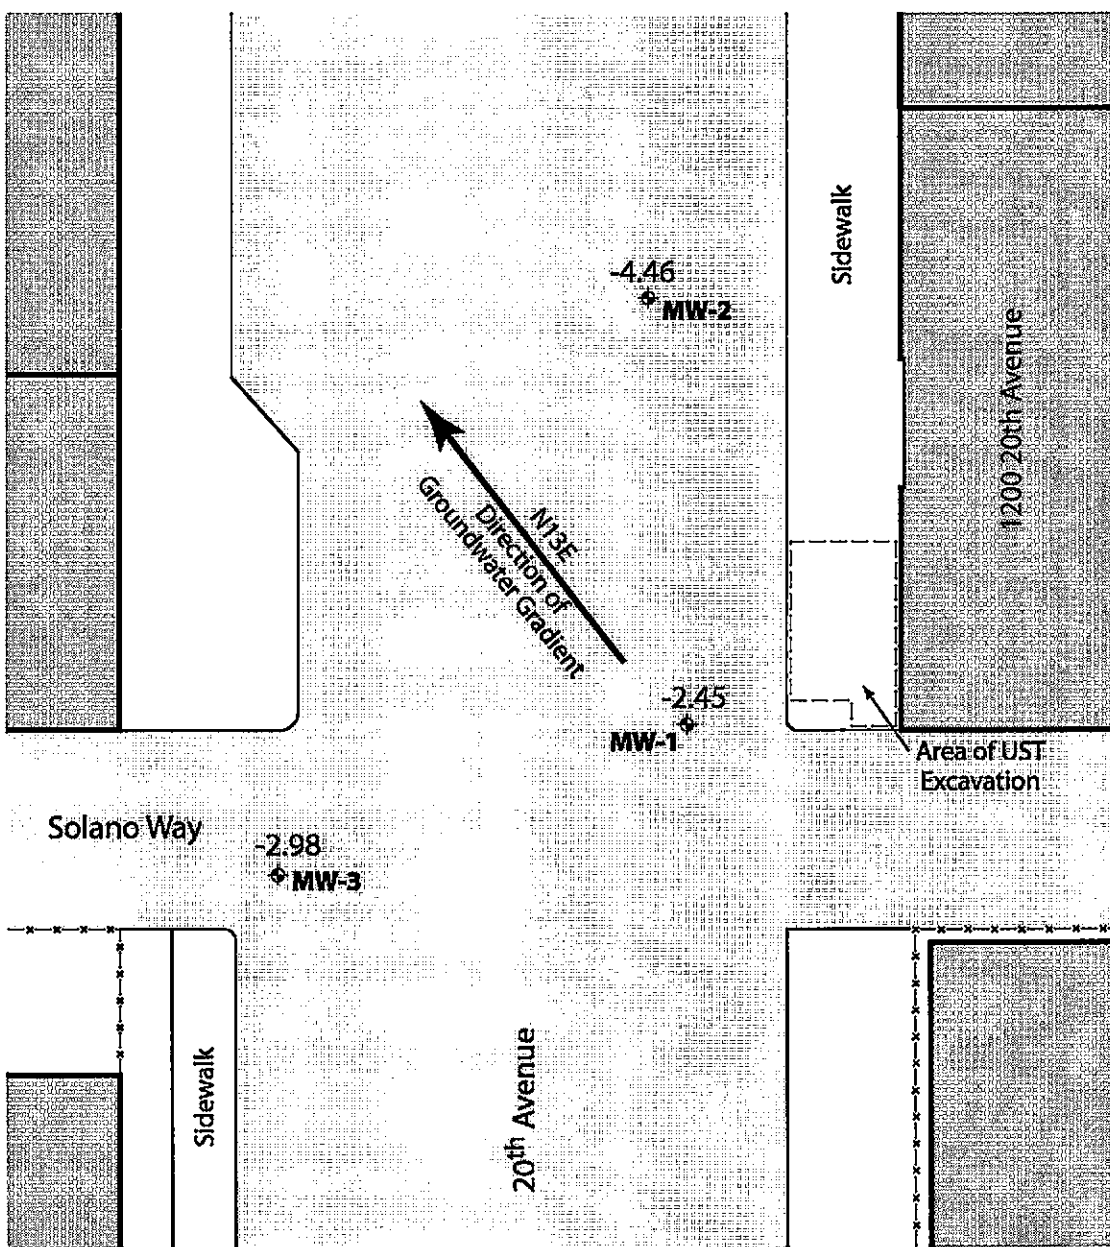 Sidewalk
-4.46
MW-2
1200 20th Avenue
N13E
Direction of
Groundwater Gradient
-2.45
MW-1
Area of UST
Excavation
Solano Way
-2.98
MW-3
Sidewalk
20th Avenue